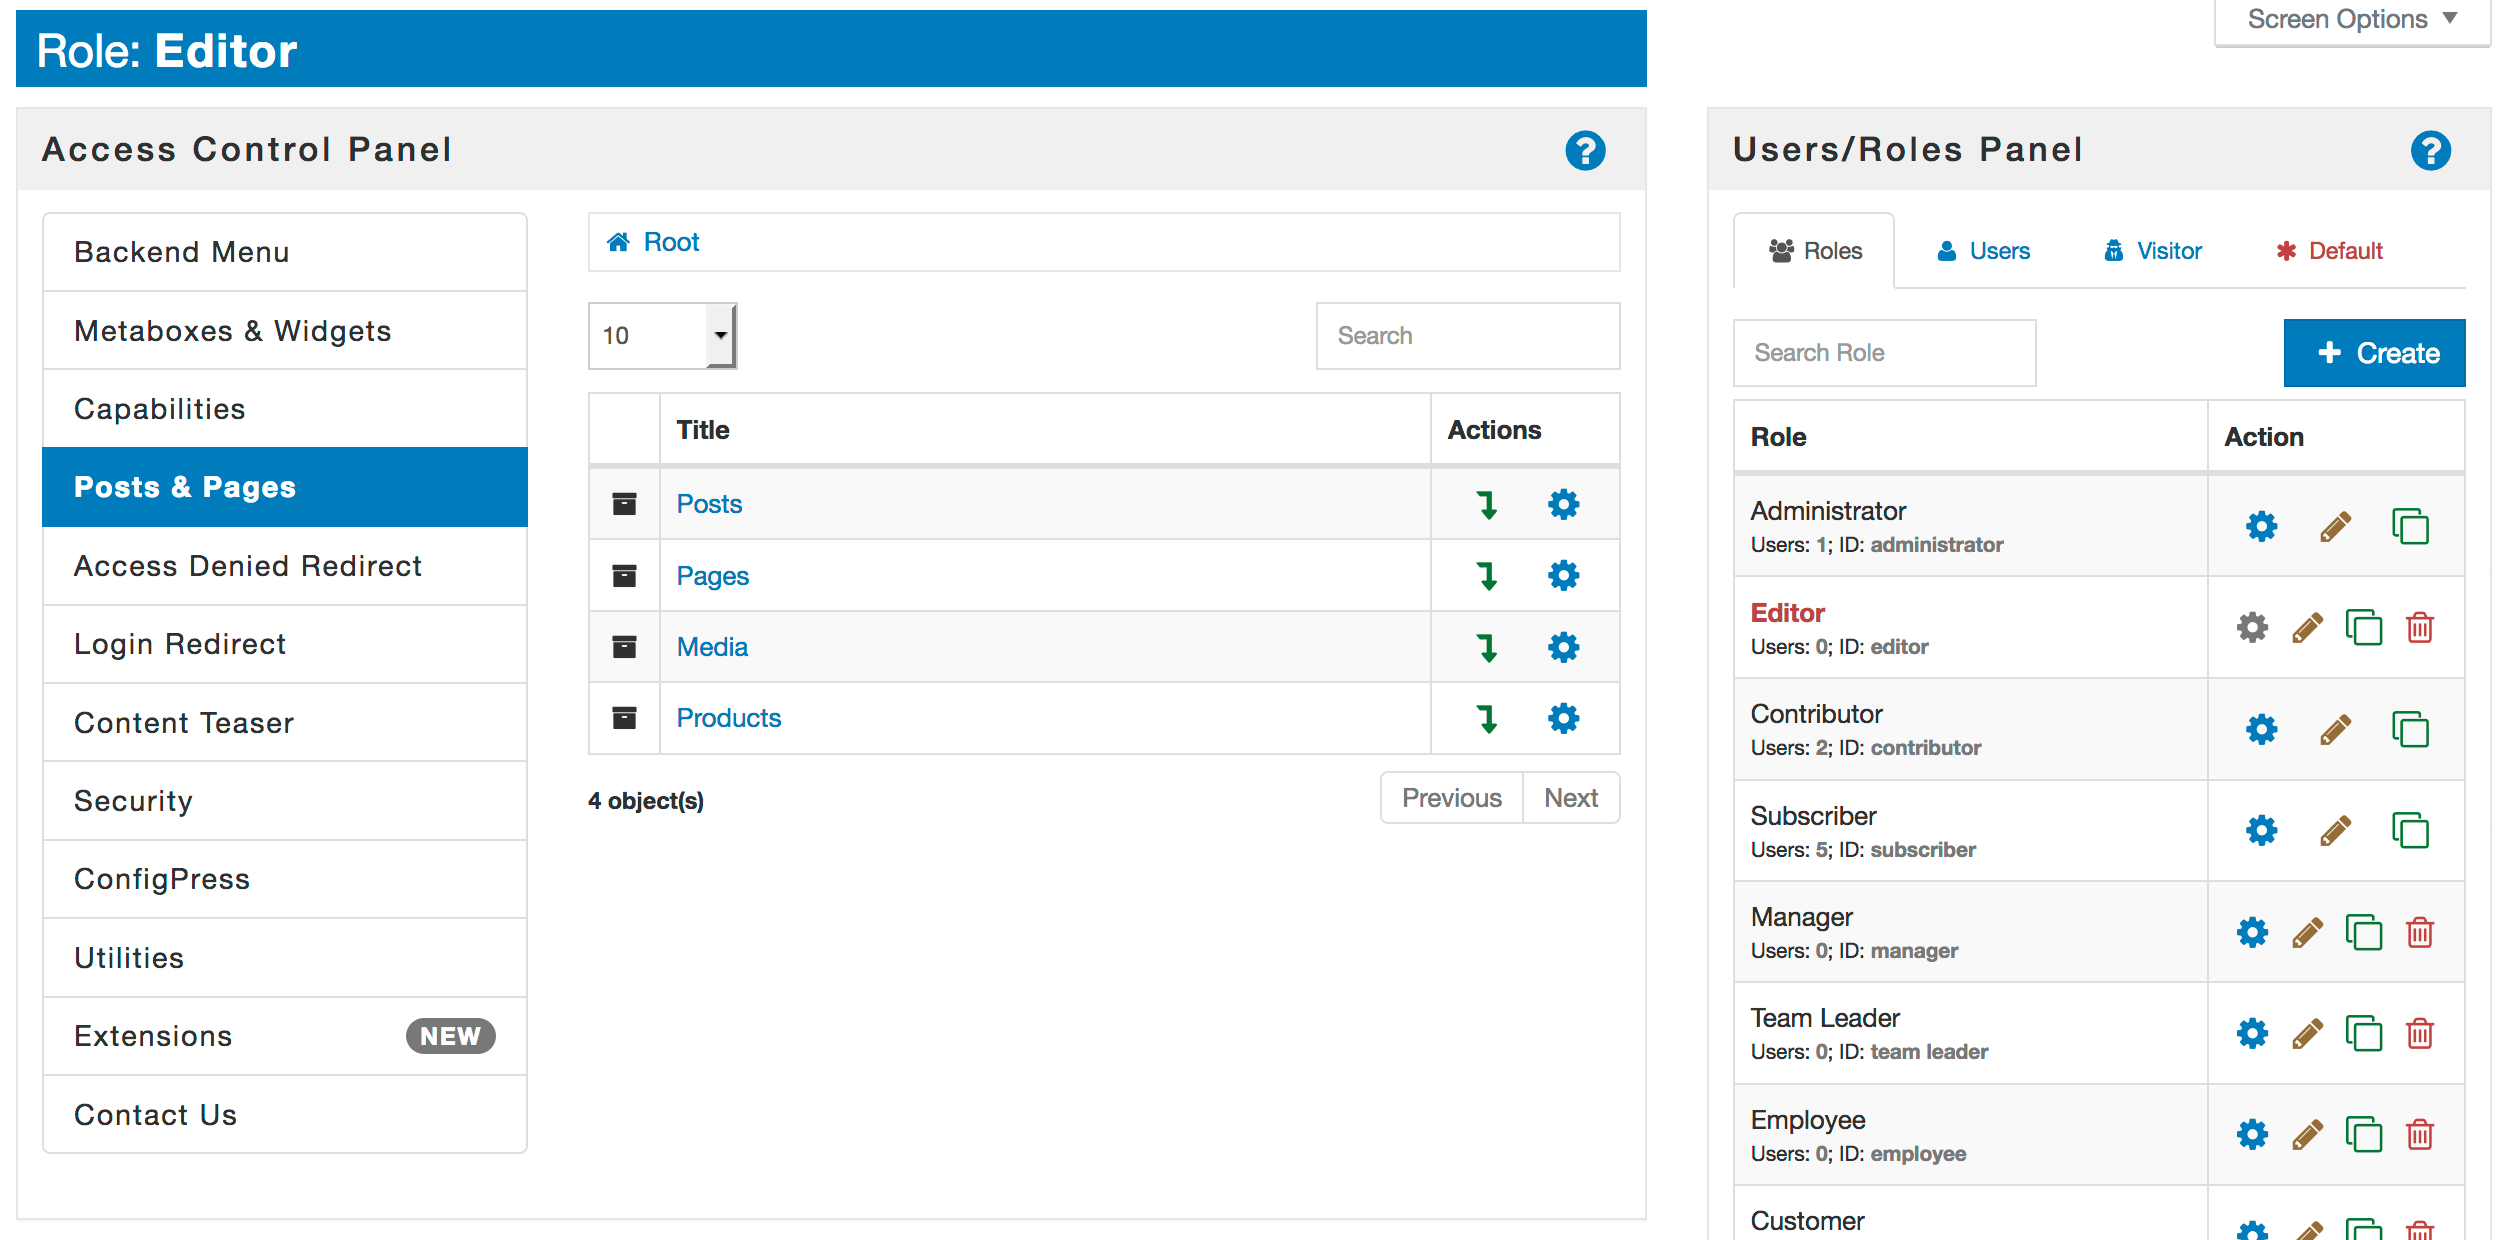 Screen Options
Role: Editor
Access Control Panel
Backend Menu
Metaboxes & Widgets
Capabilities
Posts & Pages
Access Denied Redirect
Login Redirect
Content Teaser
Security
ConfigPress
Utilities
Extensions NEW
Contact Us
Root
10
Search
Title Actions
Posts
Pages
Media
Products
4 object(s)
Previous Next
Users/Roles Panel
Roles Users Visitor Default
Search Role
Create
Role Action
Administrator
Users: 1; ID: administrator
Editor
Users: 0; ID: editor
Contributor
Users: 2; ID: contributor
Subscriber
Users: 5; ID: subscriber
Manager
Users: 0; ID: manager
Team Leader
Users: 0; ID: team leader
Employee
Users: 0; ID: employee
Customer